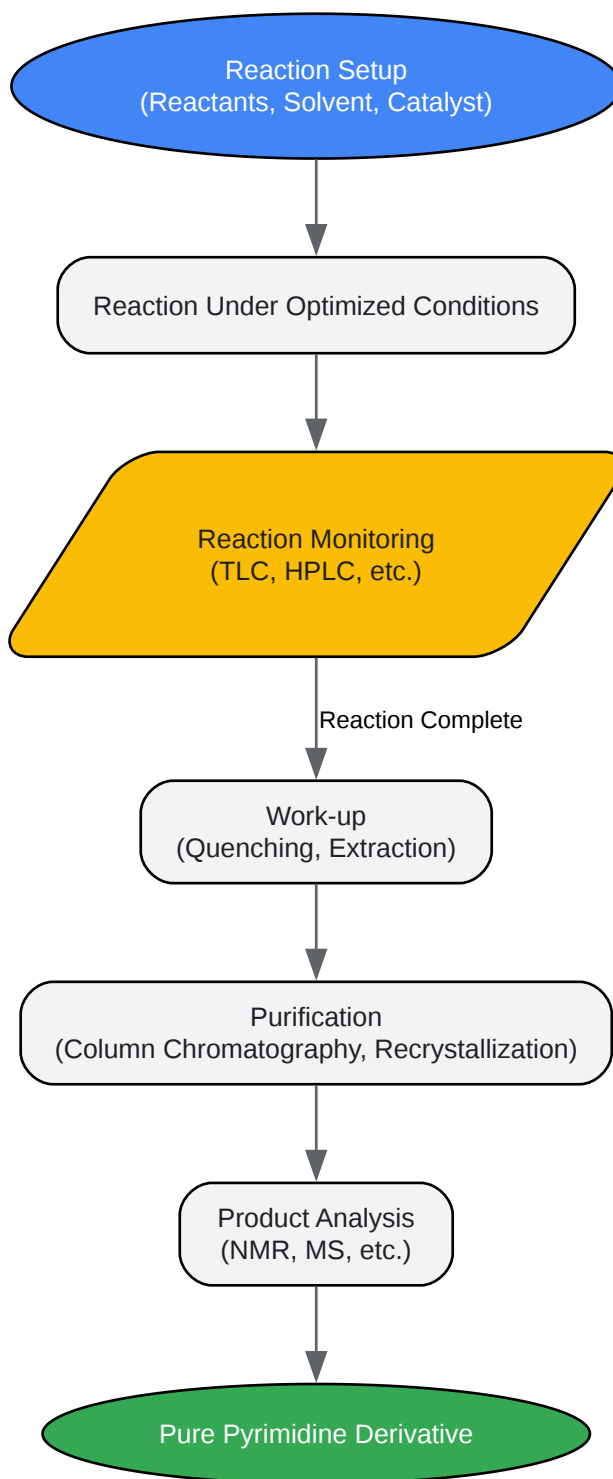 Reaction Setup
(Reactants, Solvent, Catalyst)
Reaction Under Optimized Conditions
Reaction Monitoring
(TLC, HPLC, etc.)
Reaction Complete
Work-up
(Quenching, Extraction)
Purification
(Column Chromatography, Recrystallization)
Product Analysis
(NMR, MS, etc.)
Pure Pyrimidine Derivative